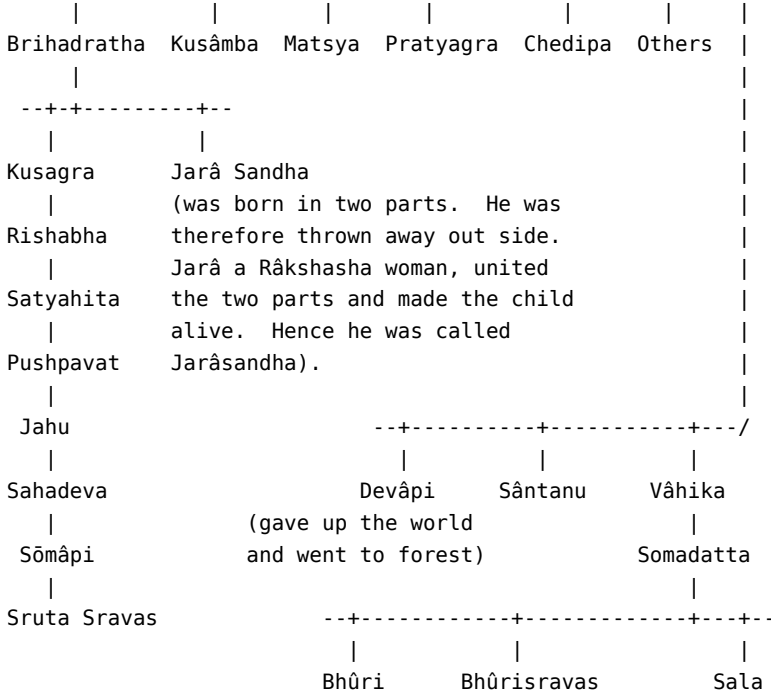 |          |        |       |          |       |     |
Brihadratha  Kusâmba  Matsya  Pratyagra  Chedipa  Others  |
     |                                                    |
 --+-+---------+--                                        |
   |           |                                          |
Kusagra      Jarâ Sandha                                  |
   |         (was born in two parts.  He was              |
Rishabha     therefore thrown away out side.              |
   |         Jarâ a Râkshasha woman, united               |
Satyahita    the two parts and made the child             |
   |         alive.  Hence he was called                  |
Pushpavat    Jarâsandha).                                 |
   |                                                      |
 Jahu                        --+----------+-----------+---/
   |                           |          |           |
Sahadeva                    Devâpi     Sântanu     Vâhika
   |               (gave up the world                 |
 Sōmâpi            and went to forest)            Somadatta
   |                                                  |
Sruta Sravas             --+------------+-------------+---+--
                           |            |                 |
                         Bhûri      Bhûrisravas         Sala